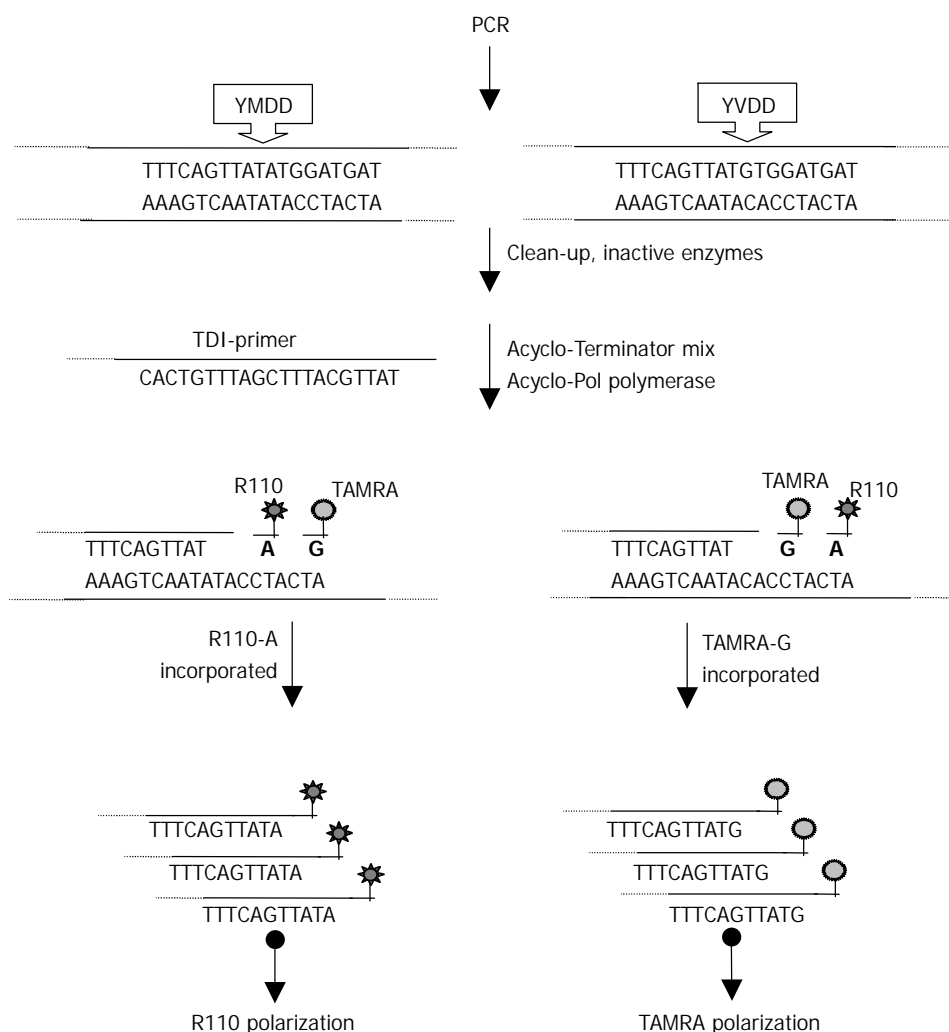 PCR
YMDD
YVDD
TTTCAGTTATATGGATGAT
AAAGTCAATATACCTACTA
TTTCAGTTATGTGGATGAT
AAAGTCAATACACCTACTA
Clean-up, inactive enzymes
TDI-primer
CACTGTTTAGCTTTACGTTAT
Acyclo-Terminator mix
Acyclo-Pol polymerase
R110
TAMRA
TTTCAGTTAT A G
AAAGTCAATATACCTACTA
TAMRA
R110
TTTCAGTTAT G A
AAAGTCAATACACCTACTA
R110-A
incorporated
TAMRA-G
incorporated
TTTCAGTTATA
TTTCAGTTATA
TTTCAGTTATA
TTTCAGTTATG
TTTCAGTTATG
TTTCAGTTATG
R110 polarization
TAMRA polarization